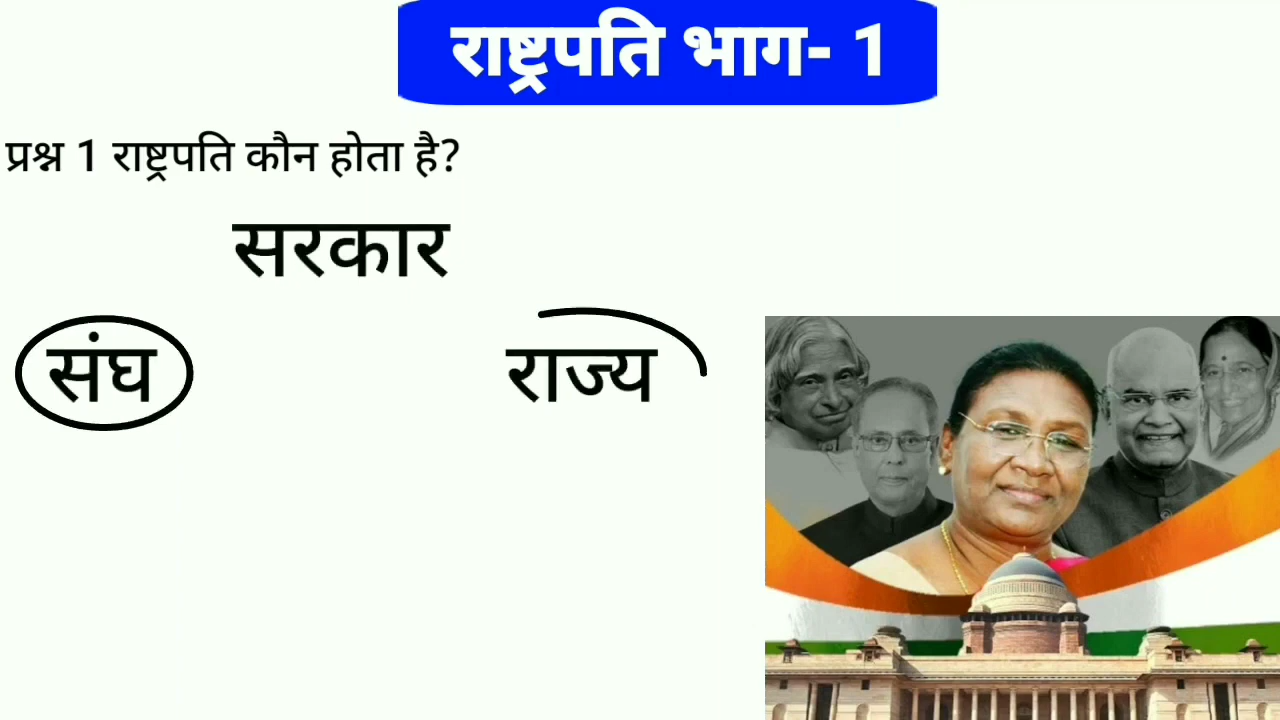 राष्ट्रपति भाग- 1
प्रश्न 1 राष्ट्रपति कौन होता है?
सरकार
संघ राज्य